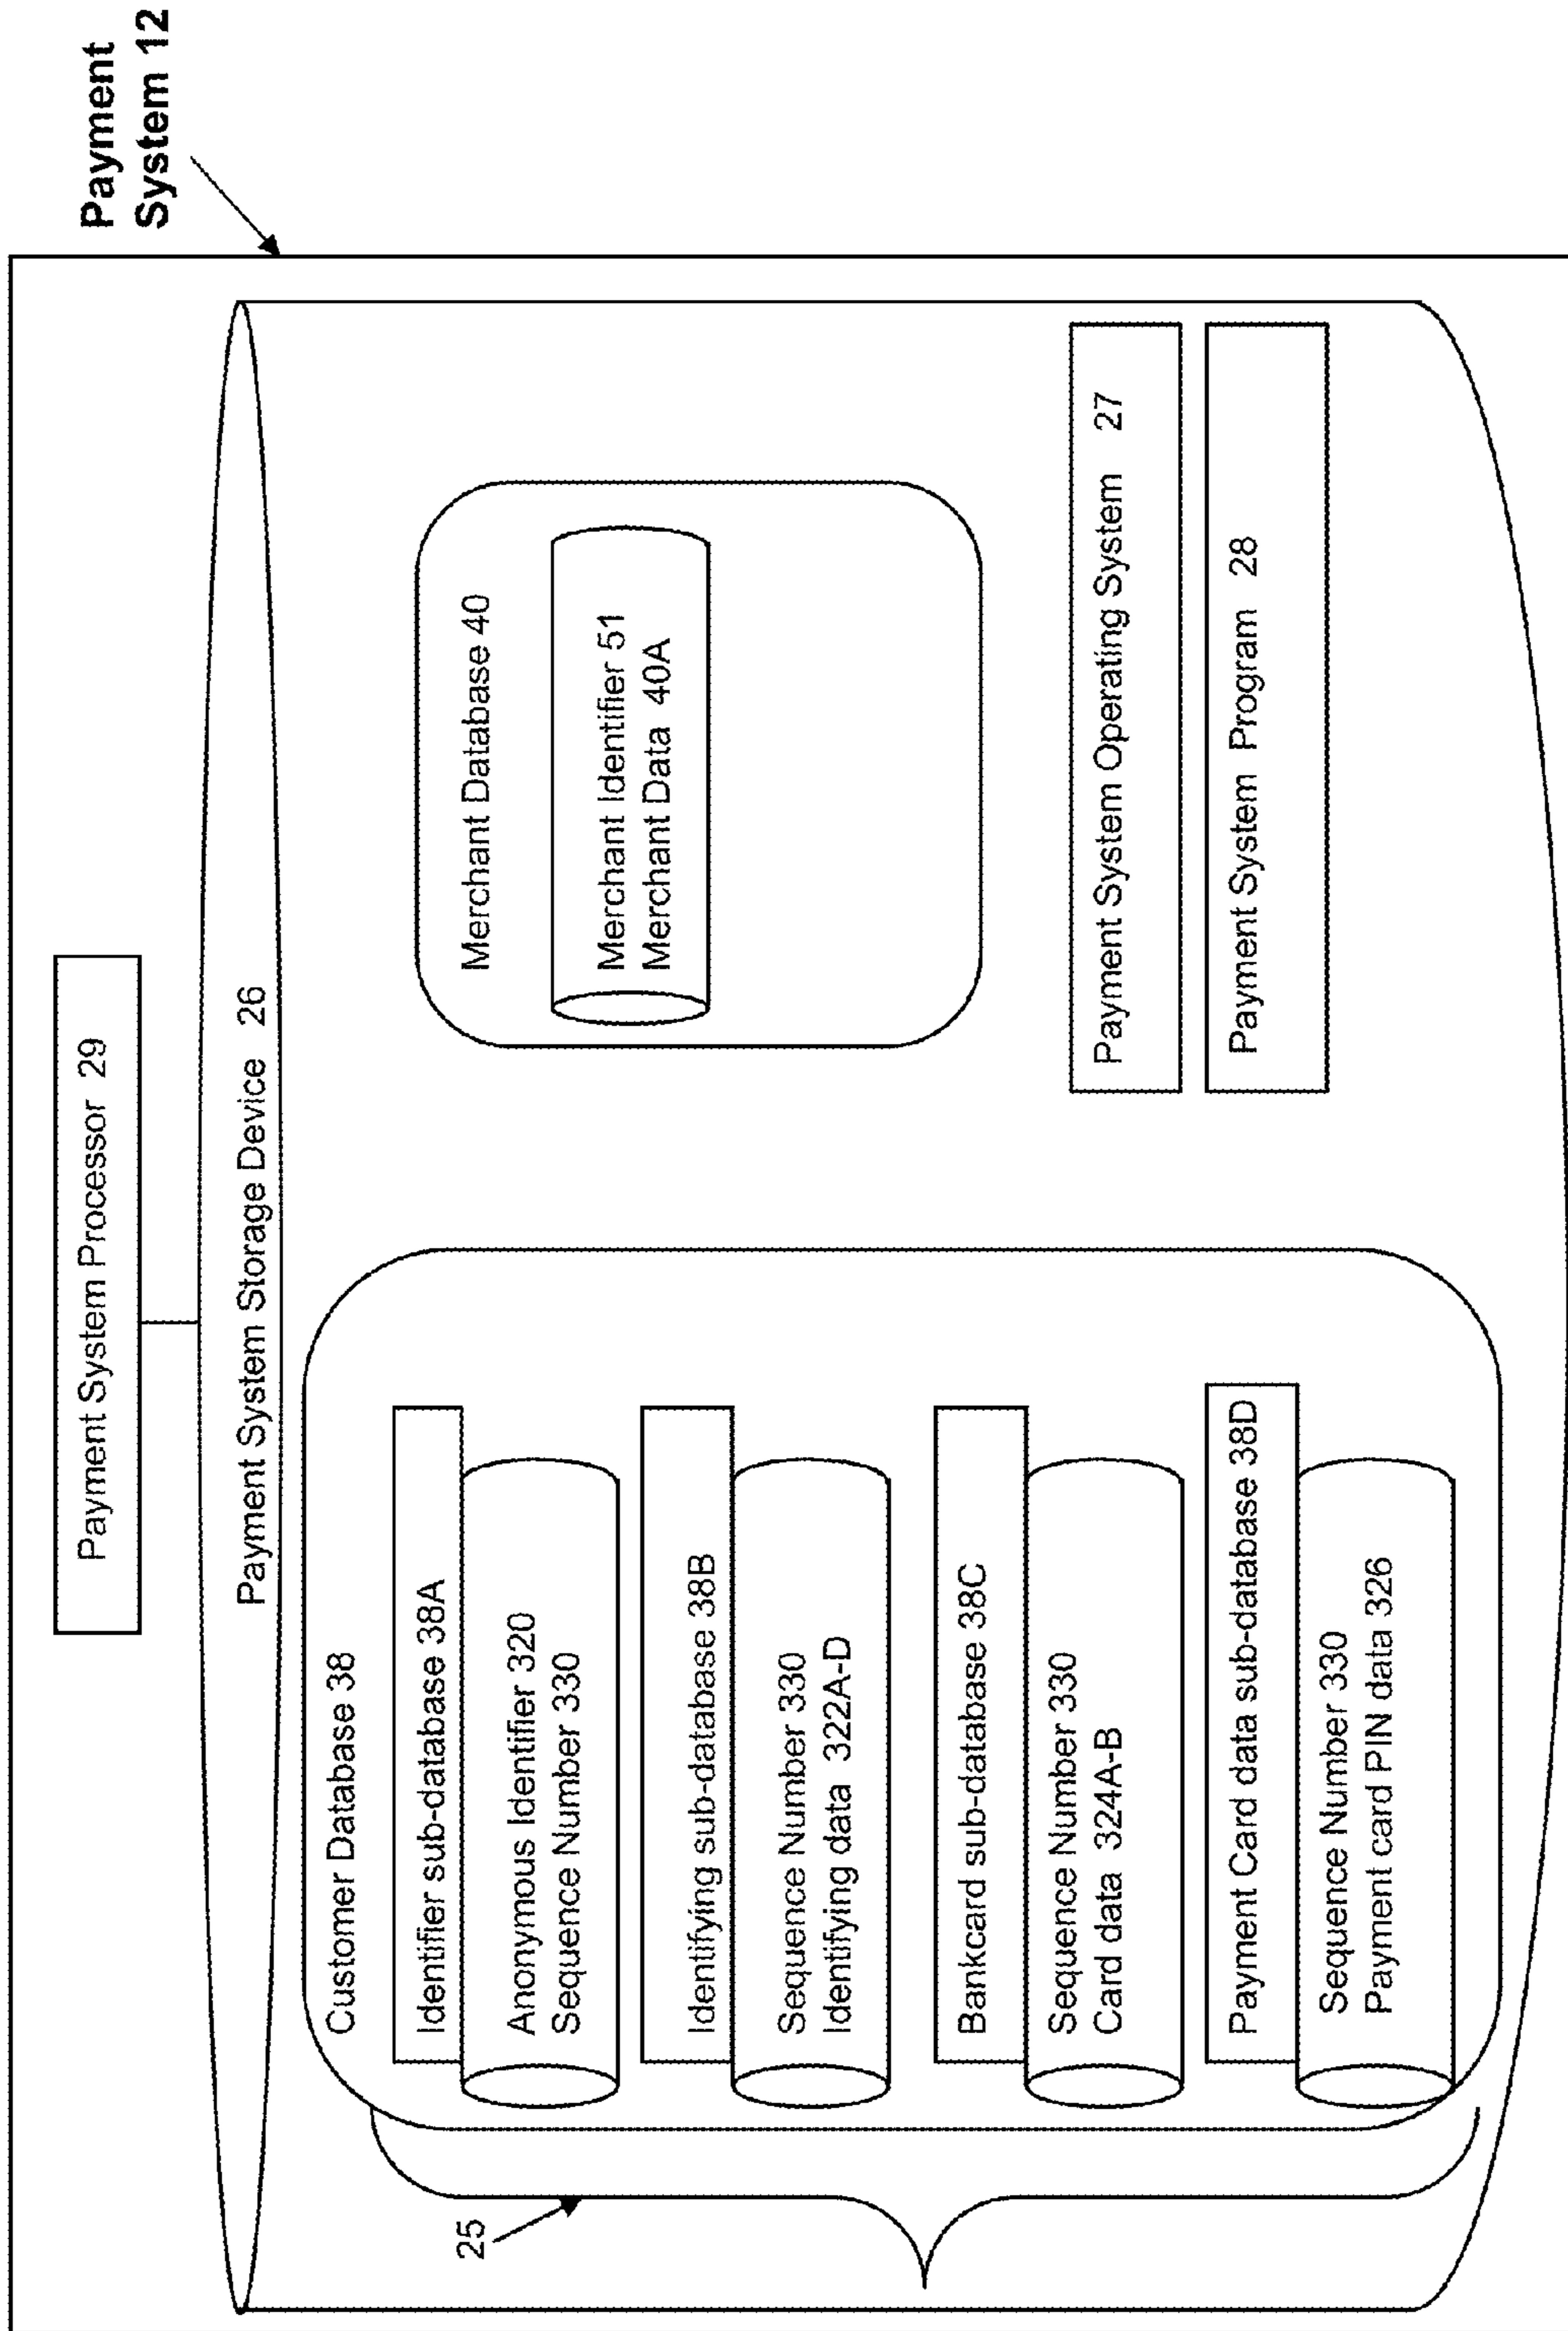 Payment
System 12
Payment System Processor 29
Payment System Storage Device 26
Customer Database 38
Identifier sub-database 38A
Anonymous Identifier 320
Sequence Number 330
Identifying sub-database 38B
Sequence Number 330
Identifying data 322A-D
Bankcard sub-database 38C
Sequence Number 330
Card data 324A-B
Payment Card data sub-database 38D
Sequence Number 330
Payment card PIN data 326
25
Merchant Database 40
Merchant Identifier 51
Merchant Data 40A
Payment System Operating System 27
Payment System Program 28